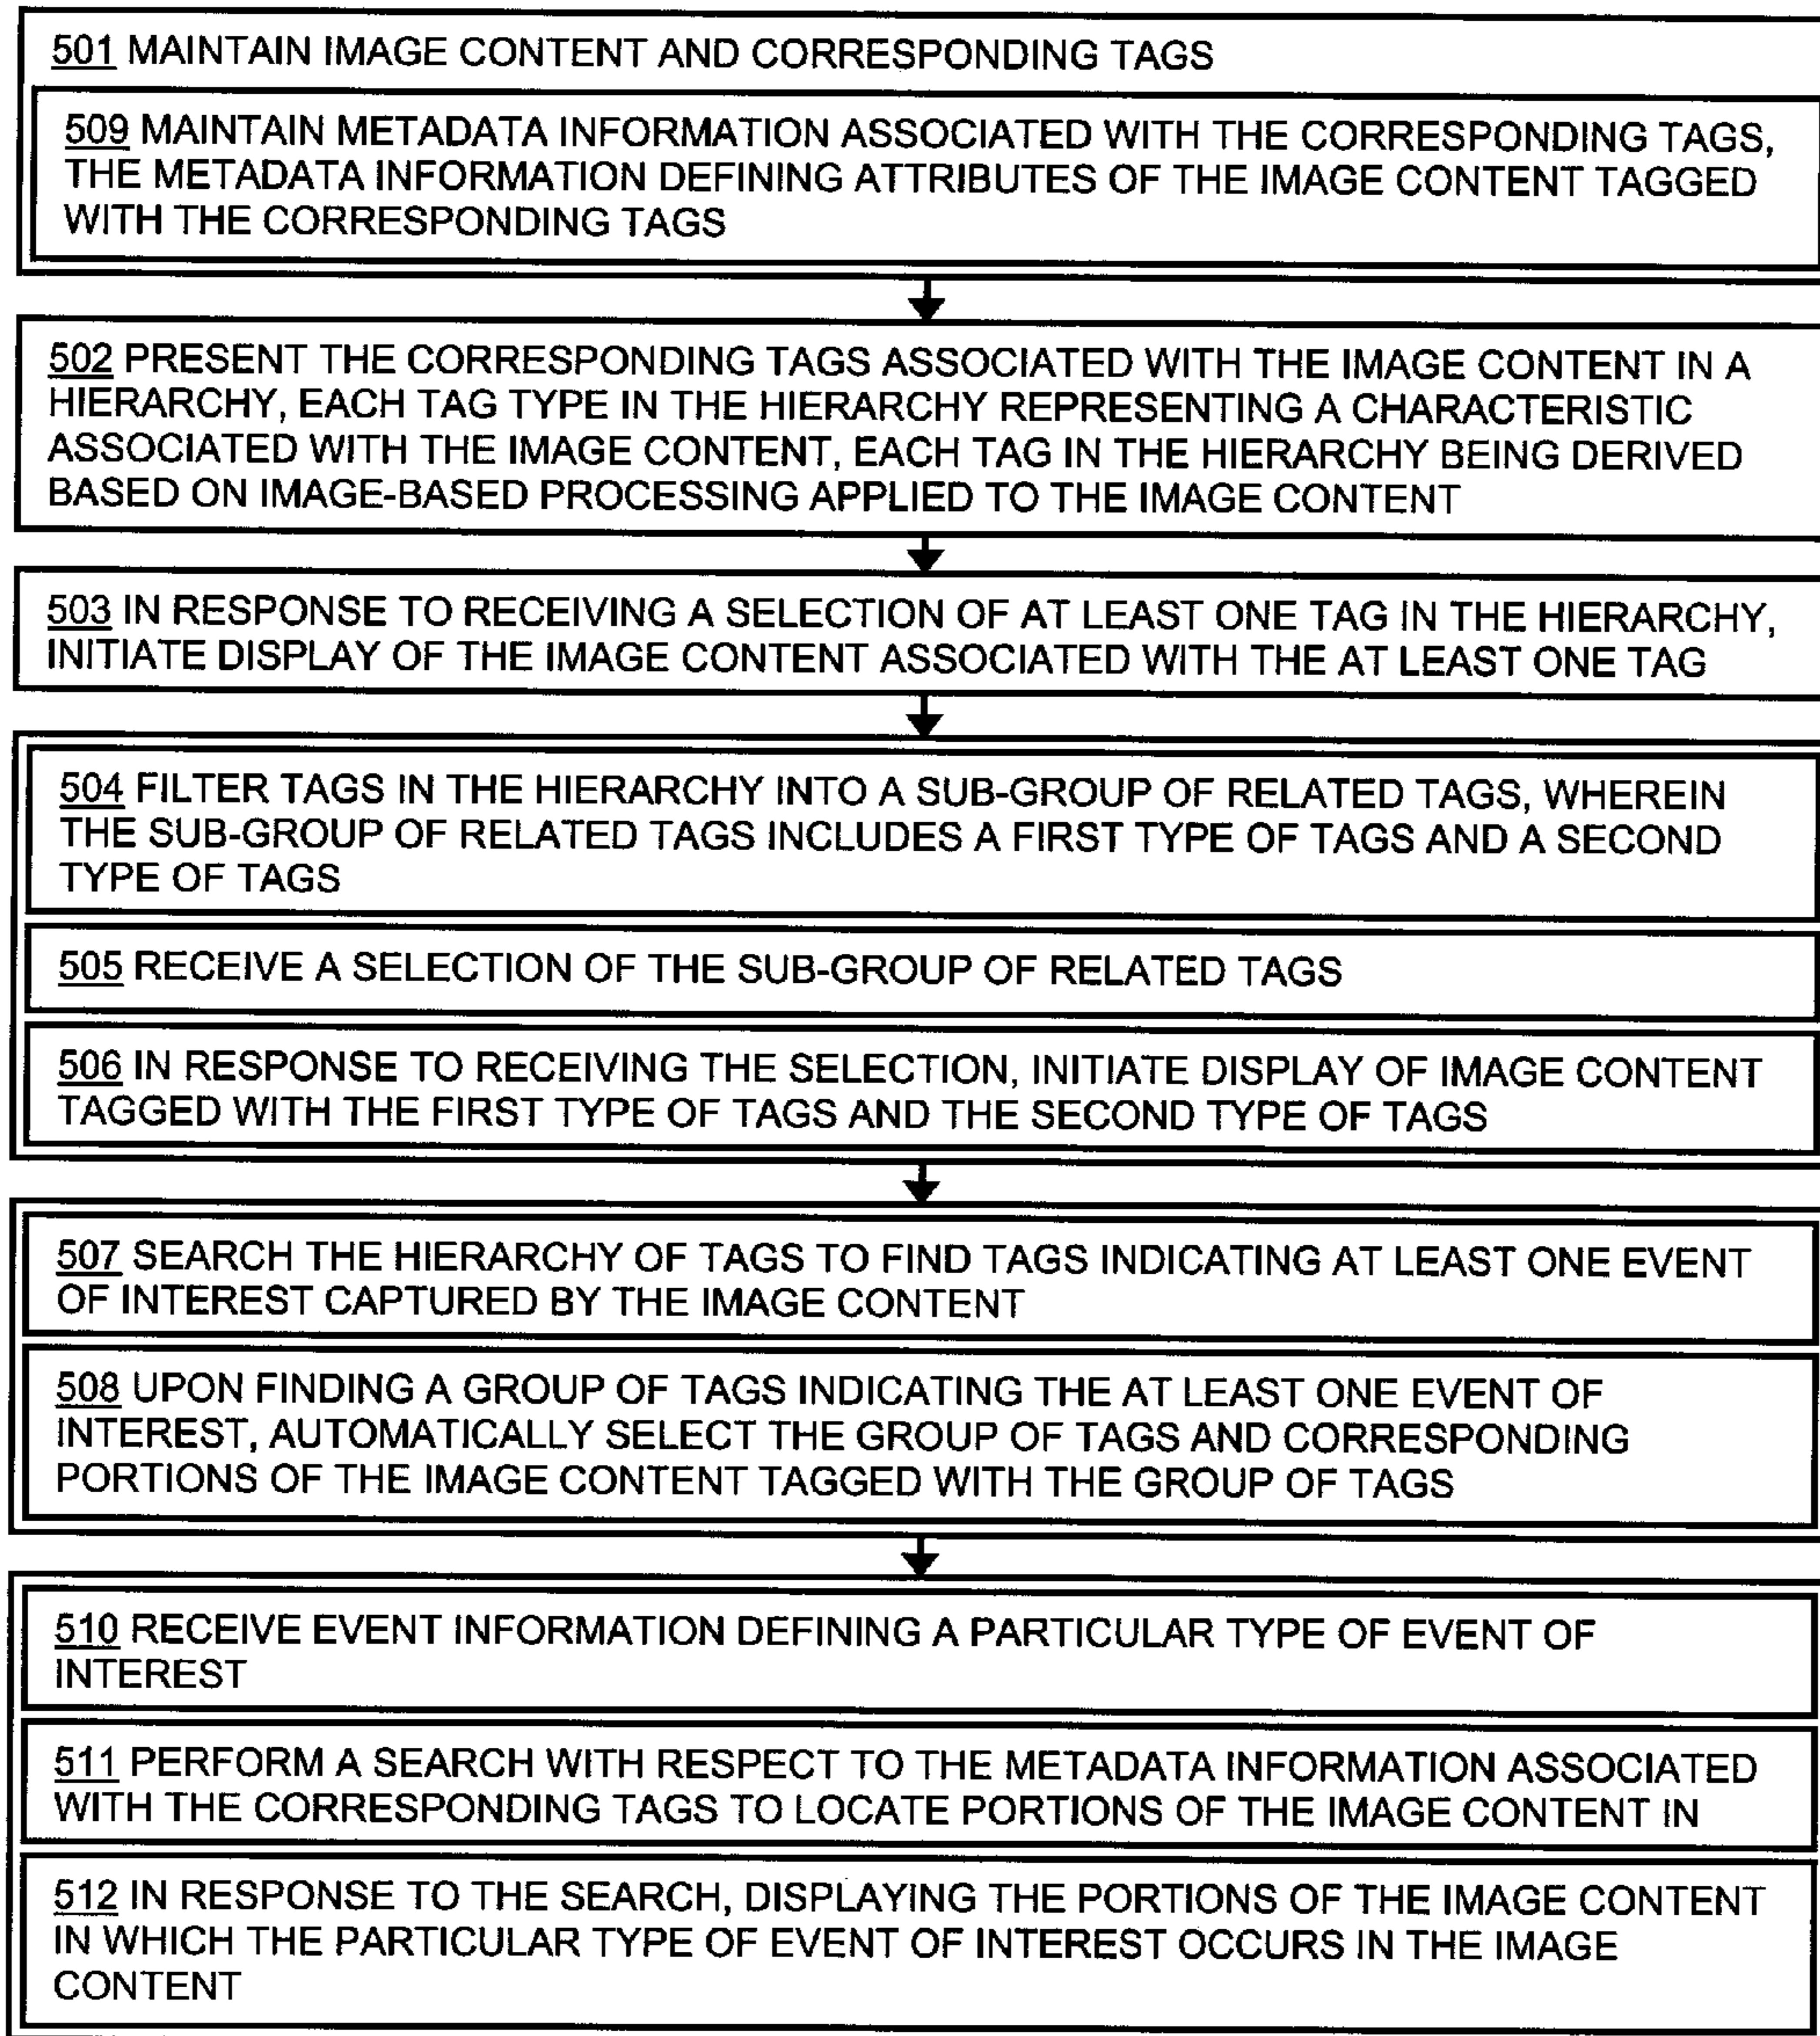 501 MAINTAIN IMAGE CONTENT AND CORRESPONDING TAGS
509 MAINTAIN METADATA INFORMATION ASSOCIATED WITH THE CORRESPONDING TAGS,
THE METADATA INFORMATION DEFINING ATTRIBUTES OF THE IMAGE CONTENT TAGGED
WITH THE CORRESPONDING TAGS
502 PRESENT THE CORRESPONDING TAGS ASSOCIATED WITH THE IMAGE CONTENT IN A
HIERARCHY, EACH TAG TYPE IN THE HIERARCHY REPRESENTING A CHARACTERISTIC
ASSOCIATED WITH THE IMAGE CONTENT, EACH TAG IN THE HIERARCHY BEING DERIVED
BASED ON IMAGE-BASED PROCESSING APPLIED TO THE IMAGE CONTENT
503 IN RESPONSE TO RECEIVING A SELECTION OF AT LEAST ONE TAG IN THE HIERARCHY,
INITIATE DISPLAY OF THE IMAGE CONTENT ASSOCIATED WITH THE AT LEAST ONE TAG
504 FILTER TAGS IN THE HIERARCHY INTO A SUB-GROUP OF RELATED TAGS, WHEREIN
THE SUB-GROUP OF RELATED TAGS INCLUDES A FIRST TYPE OF TAGS AND A SECOND
TYPE OF TAGS
505 RECEIVE A SELECTION OF THE SUB-GROUP OF RELATED TAGS
506 IN RESPONSE TO RECEIVING THE SELECTION, INITIATE DISPLAY OF IMAGE CONTENT
TAGGED WITH THE FIRST TYPE OF TAGS AND THE SECOND TYPE OF TAGS
507 SEARCH THE HIERARCHY OF TAGS TO FIND TAGS INDICATING AT LEAST ONE EVENT
OF INTEREST CAPTURED BY THE IMAGE CONTENT
508 UPON FINDING A GROUP OF TAGS INDICATING THE AT LEAST ONE EVENT OF
INTEREST, AUTOMATICALLY SELECT THE GROUP OF TAGS AND CORRESPONDING
PORTIONS OF THE IMAGE CONTENT TAGGED WITH THE GROUP OF TAGS
510 RECEIVE EVENT INFORMATION DEFINING A PARTICULAR TYPE OF EVENT OF
INTEREST
511 PERFORM A SEARCH WITH RESPECT TO THE METADATA INFORMATION ASSOCIATED
WITH THE CORRESPONDING TAGS TO LOCATE PORTIONS OF THE IMAGE CONTENT IN
512 IN RESPONSE TO THE SEARCH, DISPLAYING THE PORTIONS OF THE IMAGE CONTENT
IN WHICH THE PARTICULAR TYPE OF EVENT OF INTEREST OCCURS IN THE IMAGE
CONTENT